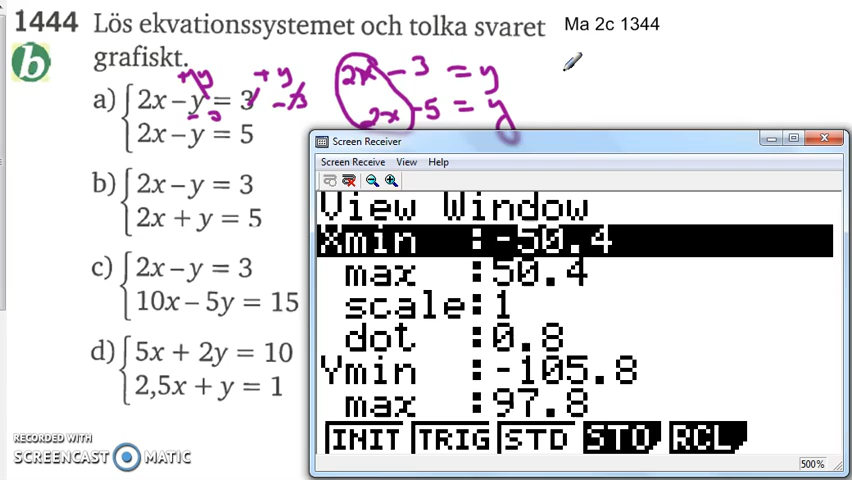 1444 Lös ekvationssystemet och tolka svaret
grafiskt.
Ma 2c 1344
b
+y +y
2x - 3 = y
a) { 2x − y = 3
- 3 - 3
2x - 5 = y
2x − y = 5
b) { 2x − y = 3
2x + y = 5
c) { 2x − y = 3
10x − 5y = 15
d) { 5x + 2y = 10
2,5x + y = 1
Screen Receiver
Screen Receive View Help
View Window
Xmin :-50.4
max :50.4
scale:1
dot :0.8
Ymin :-105.8
max :97.8
INIT TRIG STD STO RCL
500%
RECORDED WITH
SCREENCAST MATIC